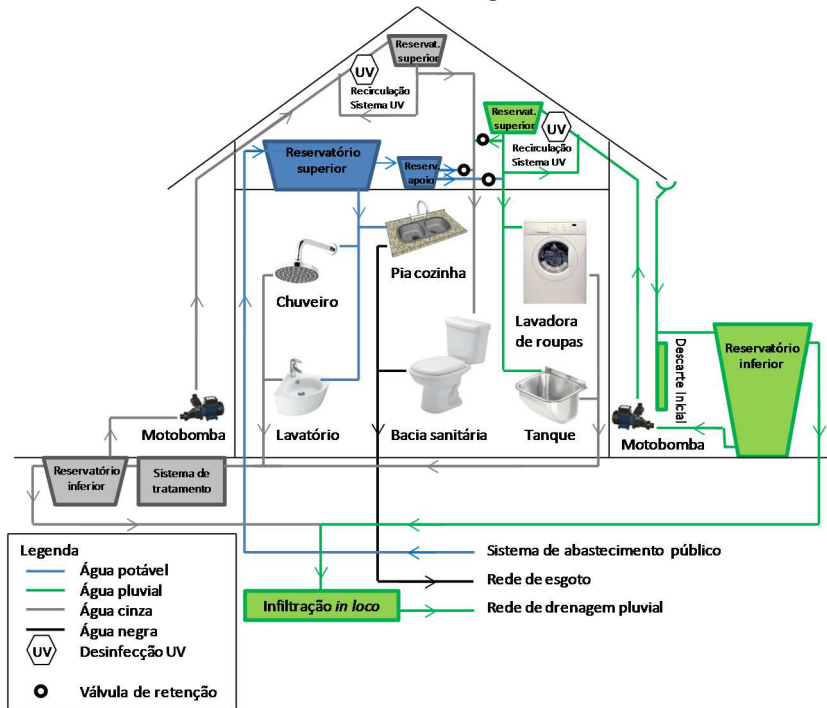 Reservat.
superior
UV
Recirculação
Sistema UV
Reservat.
superior
UV
Recirculação
Sistema UV
Reservatório
superior
Reserv.
apoio
Chuveiro
Pia cozinha
Lavadora
de roupas
Descarte Inicial
Reservatório
inferior
Motobomba
Lavatório
Bacia sanitária
Tanque
Motobomba
Reservatório
inferior
Sistema de
tratamento
Legenda
Água potável
Água pluvial
Água cinza
Água negra
UV Desinfecção UV
Válvula de retenção
Sistema de abastecimento público
Rede de esgoto
Infiltração in loco
Rede de drenagem pluvial